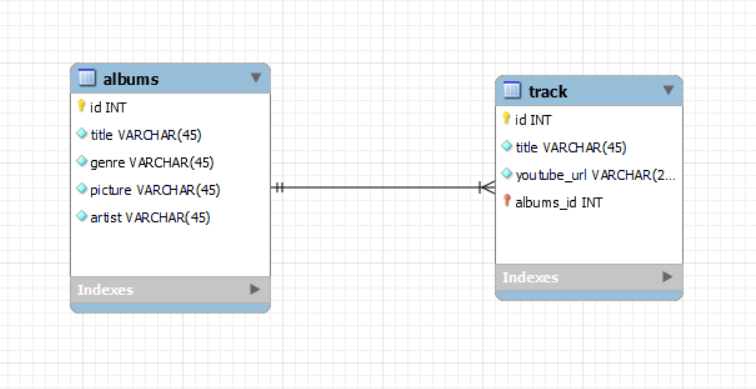 albums
id INT
title VARCHAR(45)
genre VARCHAR(45)
picture VARCHAR(45)
artist VARCHAR(45)
Indexes
track
id INT
title VARCHAR(45)
youtube_url VARCHAR(2...
albums_id INT
Indexes